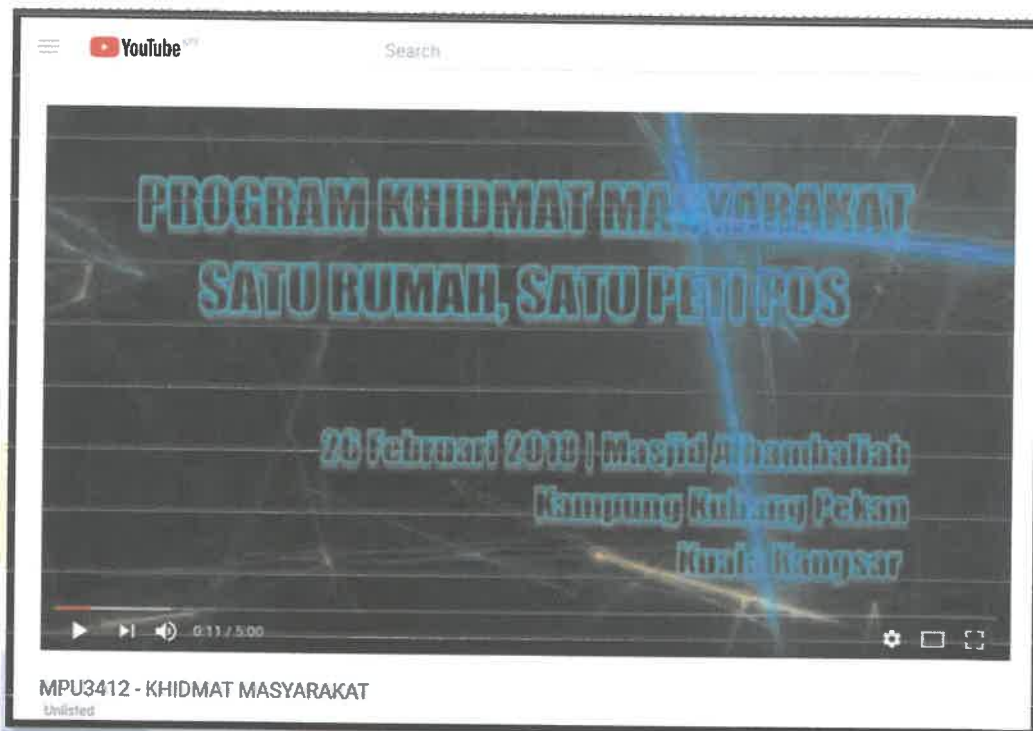 YouTube
Search
PROGRAM KHIDMAT MASYARAKAT
SATU RUMAH, SATU PETI POS
Februari | Masjid
Kampung Kubang Pekan
Kuala Kangsar
0:11 / 5:00
MPU3412 - KHIDMAT MASYARAKAT
Unlisted